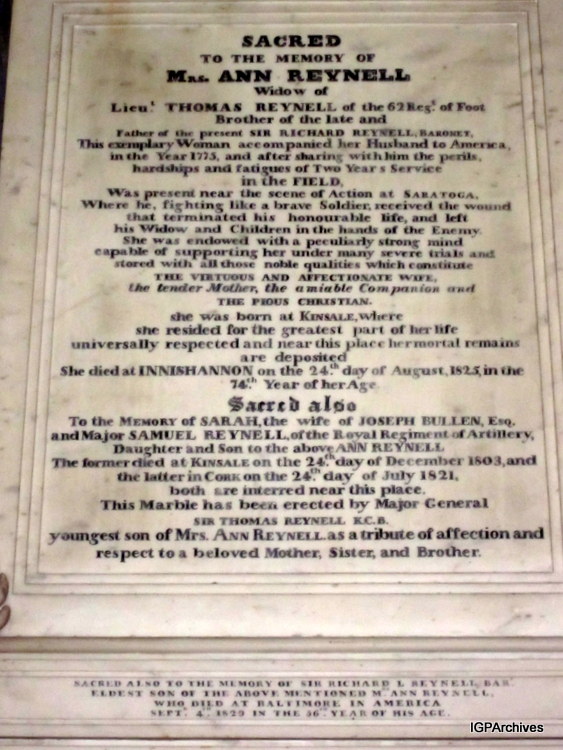 SACRED
TO THE MEMORY OF
Mrs. ANN REYNELL
Widow of
Lieu.t THOMAS REYNELL of the 62 Reg.t of Foot
Brother of the late and
Father of the present SIR RICHARD REYNELL, BARONET,
This exemplary Woman accompanied her Husband to America,
in the Year 1775, and after sharing with him the perils,
hardships and fatigues of Two Years Service
in the FIELD,
Was present near the scene of Action at SARATOGA,
Where he, fighting like a brave Soldier, received the wound
that terminated his honourable life, and left
his Widow and Children in the hands of the Enemy.
She was endowed with a peculiarly strong mind
capable of supporting her under many severe trials and
stored with all those noble qualities which constitute
THE VIRTUOUS AND AFFECTIONATE WIFE,
the tender Mother, the amiable Companion and
THE PIOUS CHRISTIAN.
she was born at KINSALE, where
she resided for the greatest part of her life
universally respected and near this place her mortal remains
are deposited
She died at INNISHANNON on the 24.th day of August, 1825, in the
74.th Year of her Age
Sacred also
To the MEMORY of SARAH, the wife of JOSEPH BULLEN, Esq.
and Major SAMUEL REYNELL, of the Royal Regiment of Artillery,
Daughter and Son to the above ANN REYNELL
The former died at KINSALE on the 24.th day of December 1803, and
the latter in CORK on the 24.th day of July 1821,
both are interred near this place.
This Marble has been erected by Major General
SIR THOMAS REYNELL K.C.B.
youngest son of Mrs. ANN REYNELL as a tribute of affection and
respect to a beloved Mother, Sister, and Brother.
SACRED ALSO TO THE MEMORY OF SIR RICHARD L REYNELL BAR.
ELDEST SON OF THE ABOVE MENTIONED M.rs ANN REYNELL,
WHO DIED AT BALTIMORE IN AMERICA
SEPT. 4. 1829 IN THE YEAR OF HIS AGE.
IGPArchives